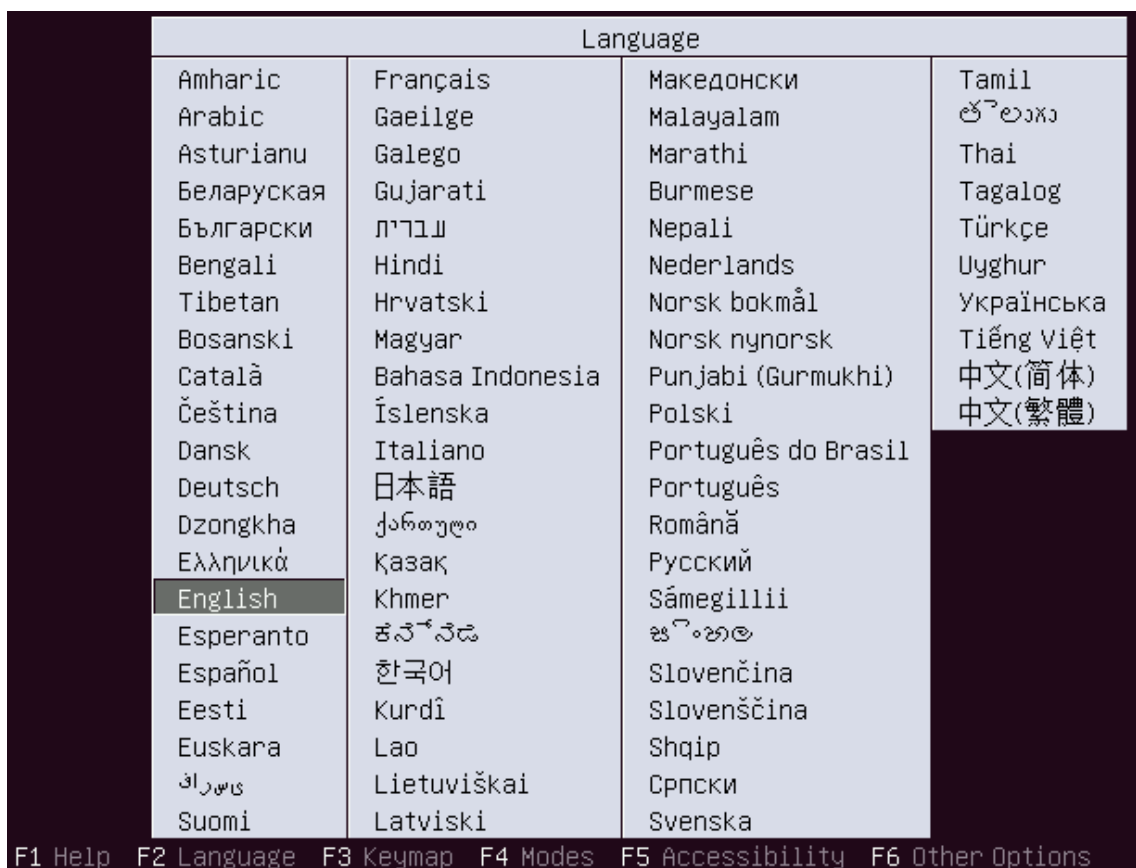 Language
Amharic
Arabic
Asturianu
Беларуская
Български
Bengali
Tibetan
Bosanski
Català
Čeština
Dansk
Deutsch
Dzongkha
Ελληνικά
English
Esperanto
Español
Eesti
Euskara
ﻰﺳﺭﺎﻓ
Suomi
Français
Gaeilge
Galego
Gujarati
תירבע
Hindi
Hrvatski
Magyar
Bahasa Indonesia
Íslenska
Italiano
日本語
ქართული
Қазақ
Khmer
한국어
Kurdî
Lao
Lietuviškai
Latviski
Македонски
Malayalam
Marathi
Burmese
Nepali
Nederlands
Norsk bokmål
Norsk nynorsk
Punjabi (Gurmukhi)
Polski
Português do Brasil
Português
Română
Русский
Sámegillii
Slovenčina
Slovenščina
Shqip
Српски
Svenska
Tamil
Thai
Tagalog
Türkçe
Uyghur
Українська
Tiếng Việt
中文(简体)
中文(繁體)
F1 Help F2 Language F3 Keymap F4 Modes F5 Accessibility F6 Other Options